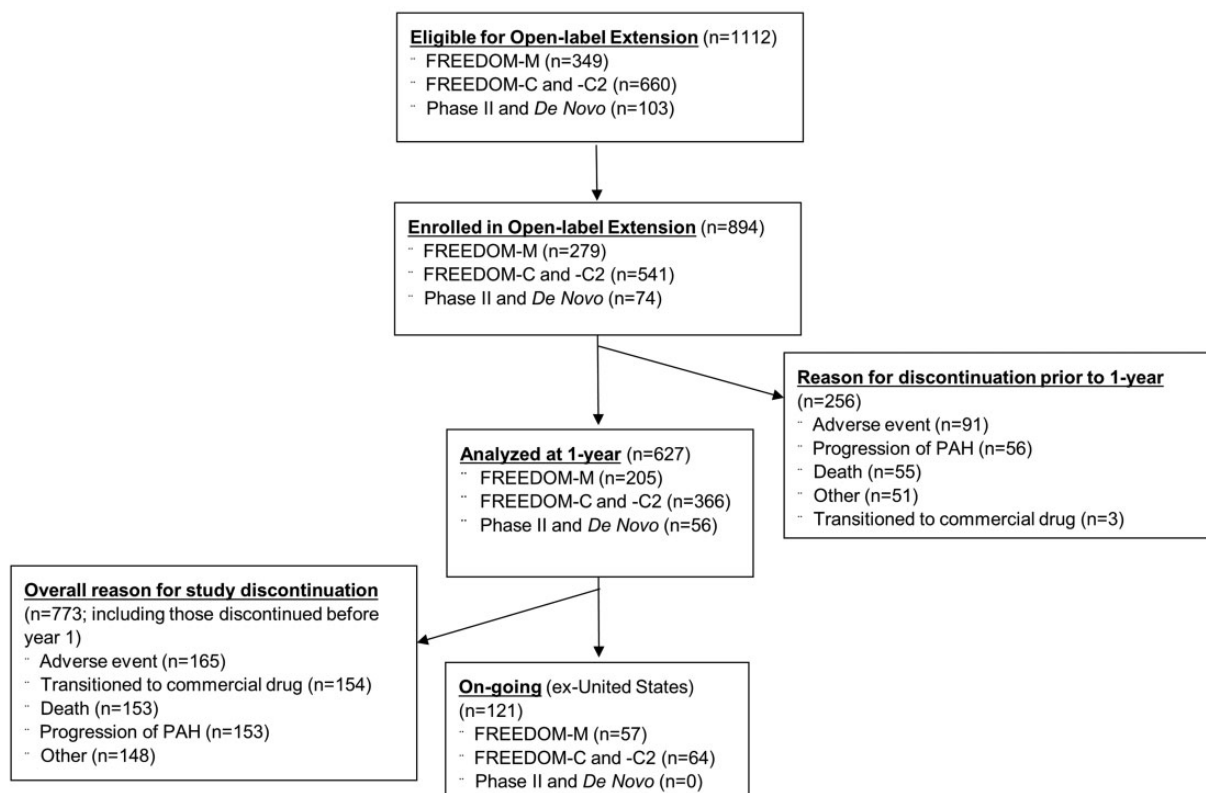 Eligible for Open-label Extension (n=1112)
¨ FREEDOM-M (n=349)
¨ FREEDOM-C and -C2 (n=660)
¨ Phase II and De Novo (n=103)
Enrolled in Open-label Extension (n=894)
¨ FREEDOM-M (n=279)
¨ FREEDOM-C and -C2 (n=541)
¨ Phase II and De Novo (n=74)
Reason for discontinuation prior to 1-year
(n=256)
¨ Adverse event (n=91)
¨ Progression of PAH (n=56)
¨ Death (n=55)
¨ Other (n=51)
¨ Transitioned to commercial drug (n=3)
Analyzed at 1-year (n=627)
¨ FREEDOM-M (n=205)
¨ FREEDOM-C and -C2 (n=366)
¨ Phase II and De Novo (n=56)
Overall reason for study discontinuation
(n=773; including those discontinued before
year 1)
¨ Adverse event (n=165)
¨ Transitioned to commercial drug (n=154)
¨ Death (n=153)
¨ Progression of PAH (n=153)
¨ Other (n=148)
On-going (ex-United States)
(n=121)
¨ FREEDOM-M (n=57)
¨ FREEDOM-C and -C2 (n=64)
¨ Phase II and De Novo (n=0)